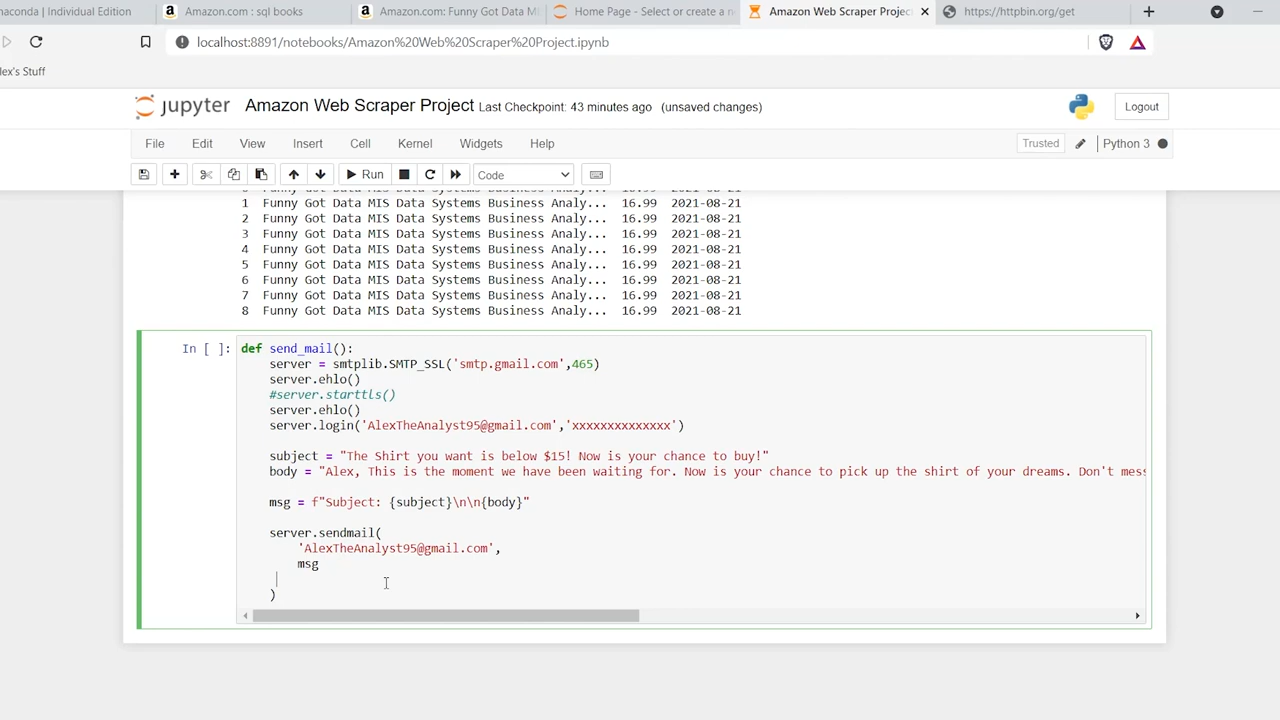 naconda | Individual Edition
Amazon.com : sql books
Amazon.com: Funny Got Data M
Home Page - Select or create a n
Amazon Web Scraper Projec
https://httpbin.org/get
localhost:8891/notebooks/Amazon%20Web%20Scraper%20Project.ipynb
lex's Stuff
jupyter Amazon Web Scraper Project Last Checkpoint: 43 minutes ago (unsaved changes)
Logout
File Edit View Insert Cell Kernel Widgets Help
Trusted
Python 3
Run
Code
1 Funny Got Data MIS Data Systems Business Analy... 16.99 2021-08-21
2 Funny Got Data MIS Data Systems Business Analy... 16.99 2021-08-21
3 Funny Got Data MIS Data Systems Business Analy... 16.99 2021-08-21
4 Funny Got Data MIS Data Systems Business Analy... 16.99 2021-08-21
5 Funny Got Data MIS Data Systems Business Analy... 16.99 2021-08-21
6 Funny Got Data MIS Data Systems Business Analy... 16.99 2021-08-21
7 Funny Got Data MIS Data Systems Business Analy... 16.99 2021-08-21
8 Funny Got Data MIS Data Systems Business Analy... 16.99 2021-08-21
In [ ]: def send_mail():
server = smtplib.SMTP_SSL('smtp.gmail.com',465)
server.ehlo()
#server.starttls()
server.ehlo()
server.login('AlexTheAnalyst95@gmail.com','xxxxxxxxxxxxxx')
subject = "The Shirt you want is below $15! Now is your chance to buy!"
body = "Alex, This is the moment we have been waiting for. Now is your chance to pick up the shirt of your dreams. Don't mess
msg = f"Subject: {subject}\n\n{body}"
server.sendmail(
'AlexTheAnalyst95@gmail.com',
msg
)